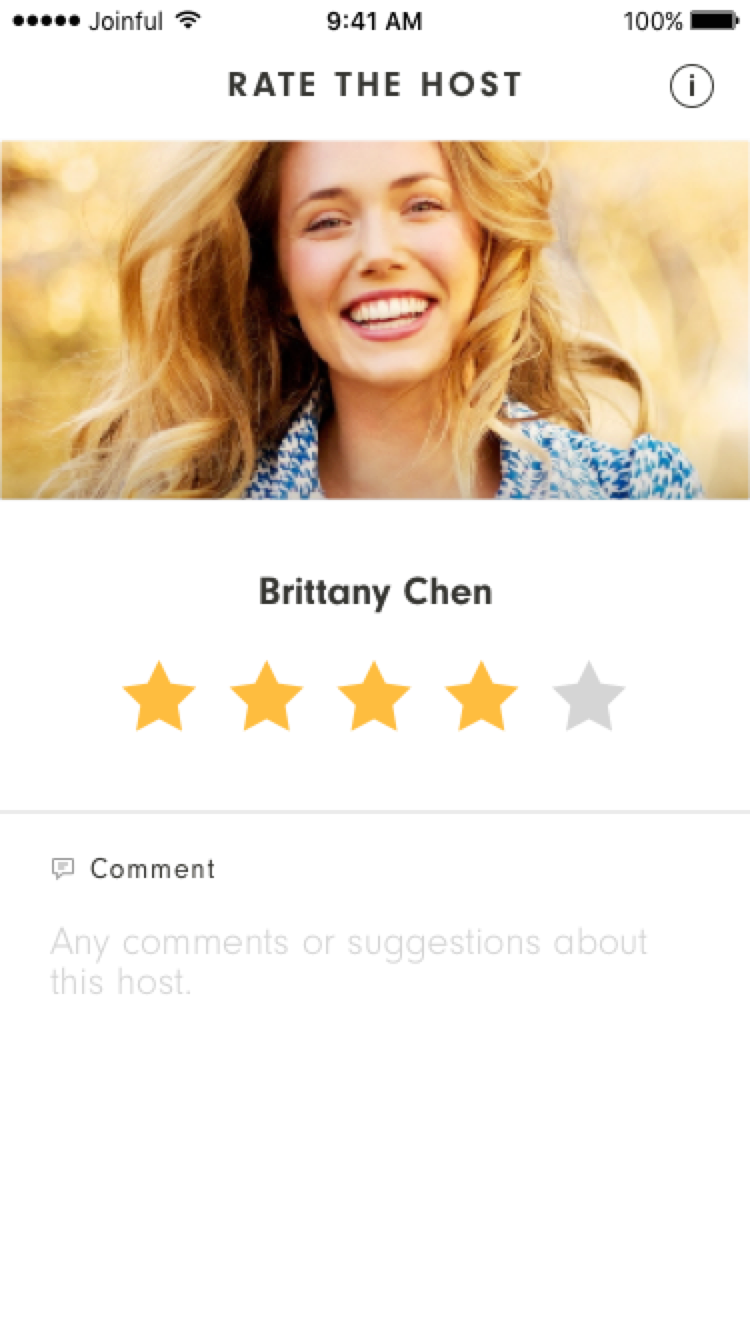 Joinful 9:41 AM 100%
RATE THE HOST
Brittany Chen
Comment
Any comments or suggestions about
this host.